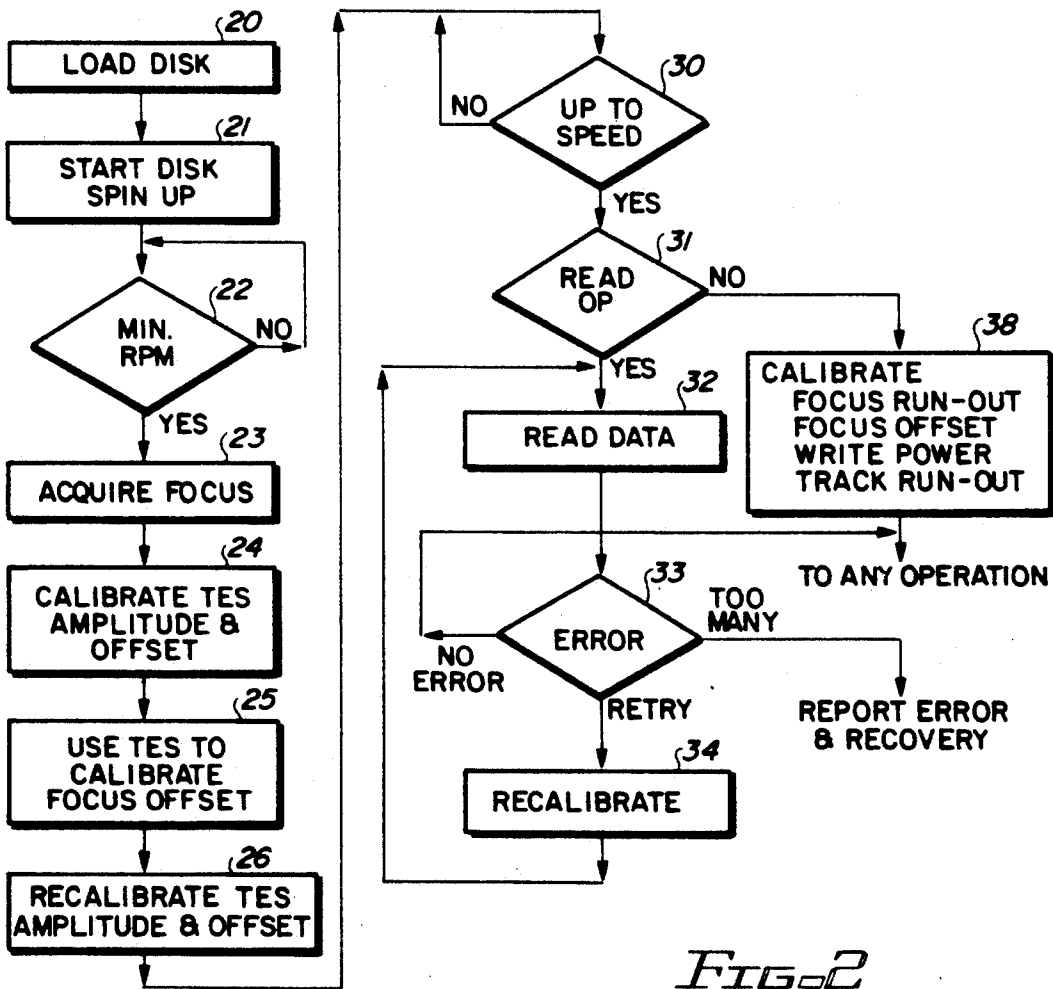 20
LOAD DISK
21
START DISK
SPIN UP
22
MIN.
RPM
NO
YES
23
ACQUIRE FOCUS
24
CALIBRATE TES
AMPLITUDE &
OFFSET
25
USE TES TO
CALIBRATE
FOCUS OFFSET
26
RECALIBRATE TES
AMPLITUDE & OFFSET
30
UP TO
SPEED
NO
YES
31
READ
OP
NO
YES
38
CALIBRATE
FOCUS RUN-OUT
FOCUS OFFSET
WRITE POWER
TRACK RUN-OUT
TO ANY OPERATION
32
READ DATA
33
ERROR
NO
ERROR
TOO
MANY
REPORT ERROR
& RECOVERY
RETRY
34
RECALIBRATE
FIG. 2